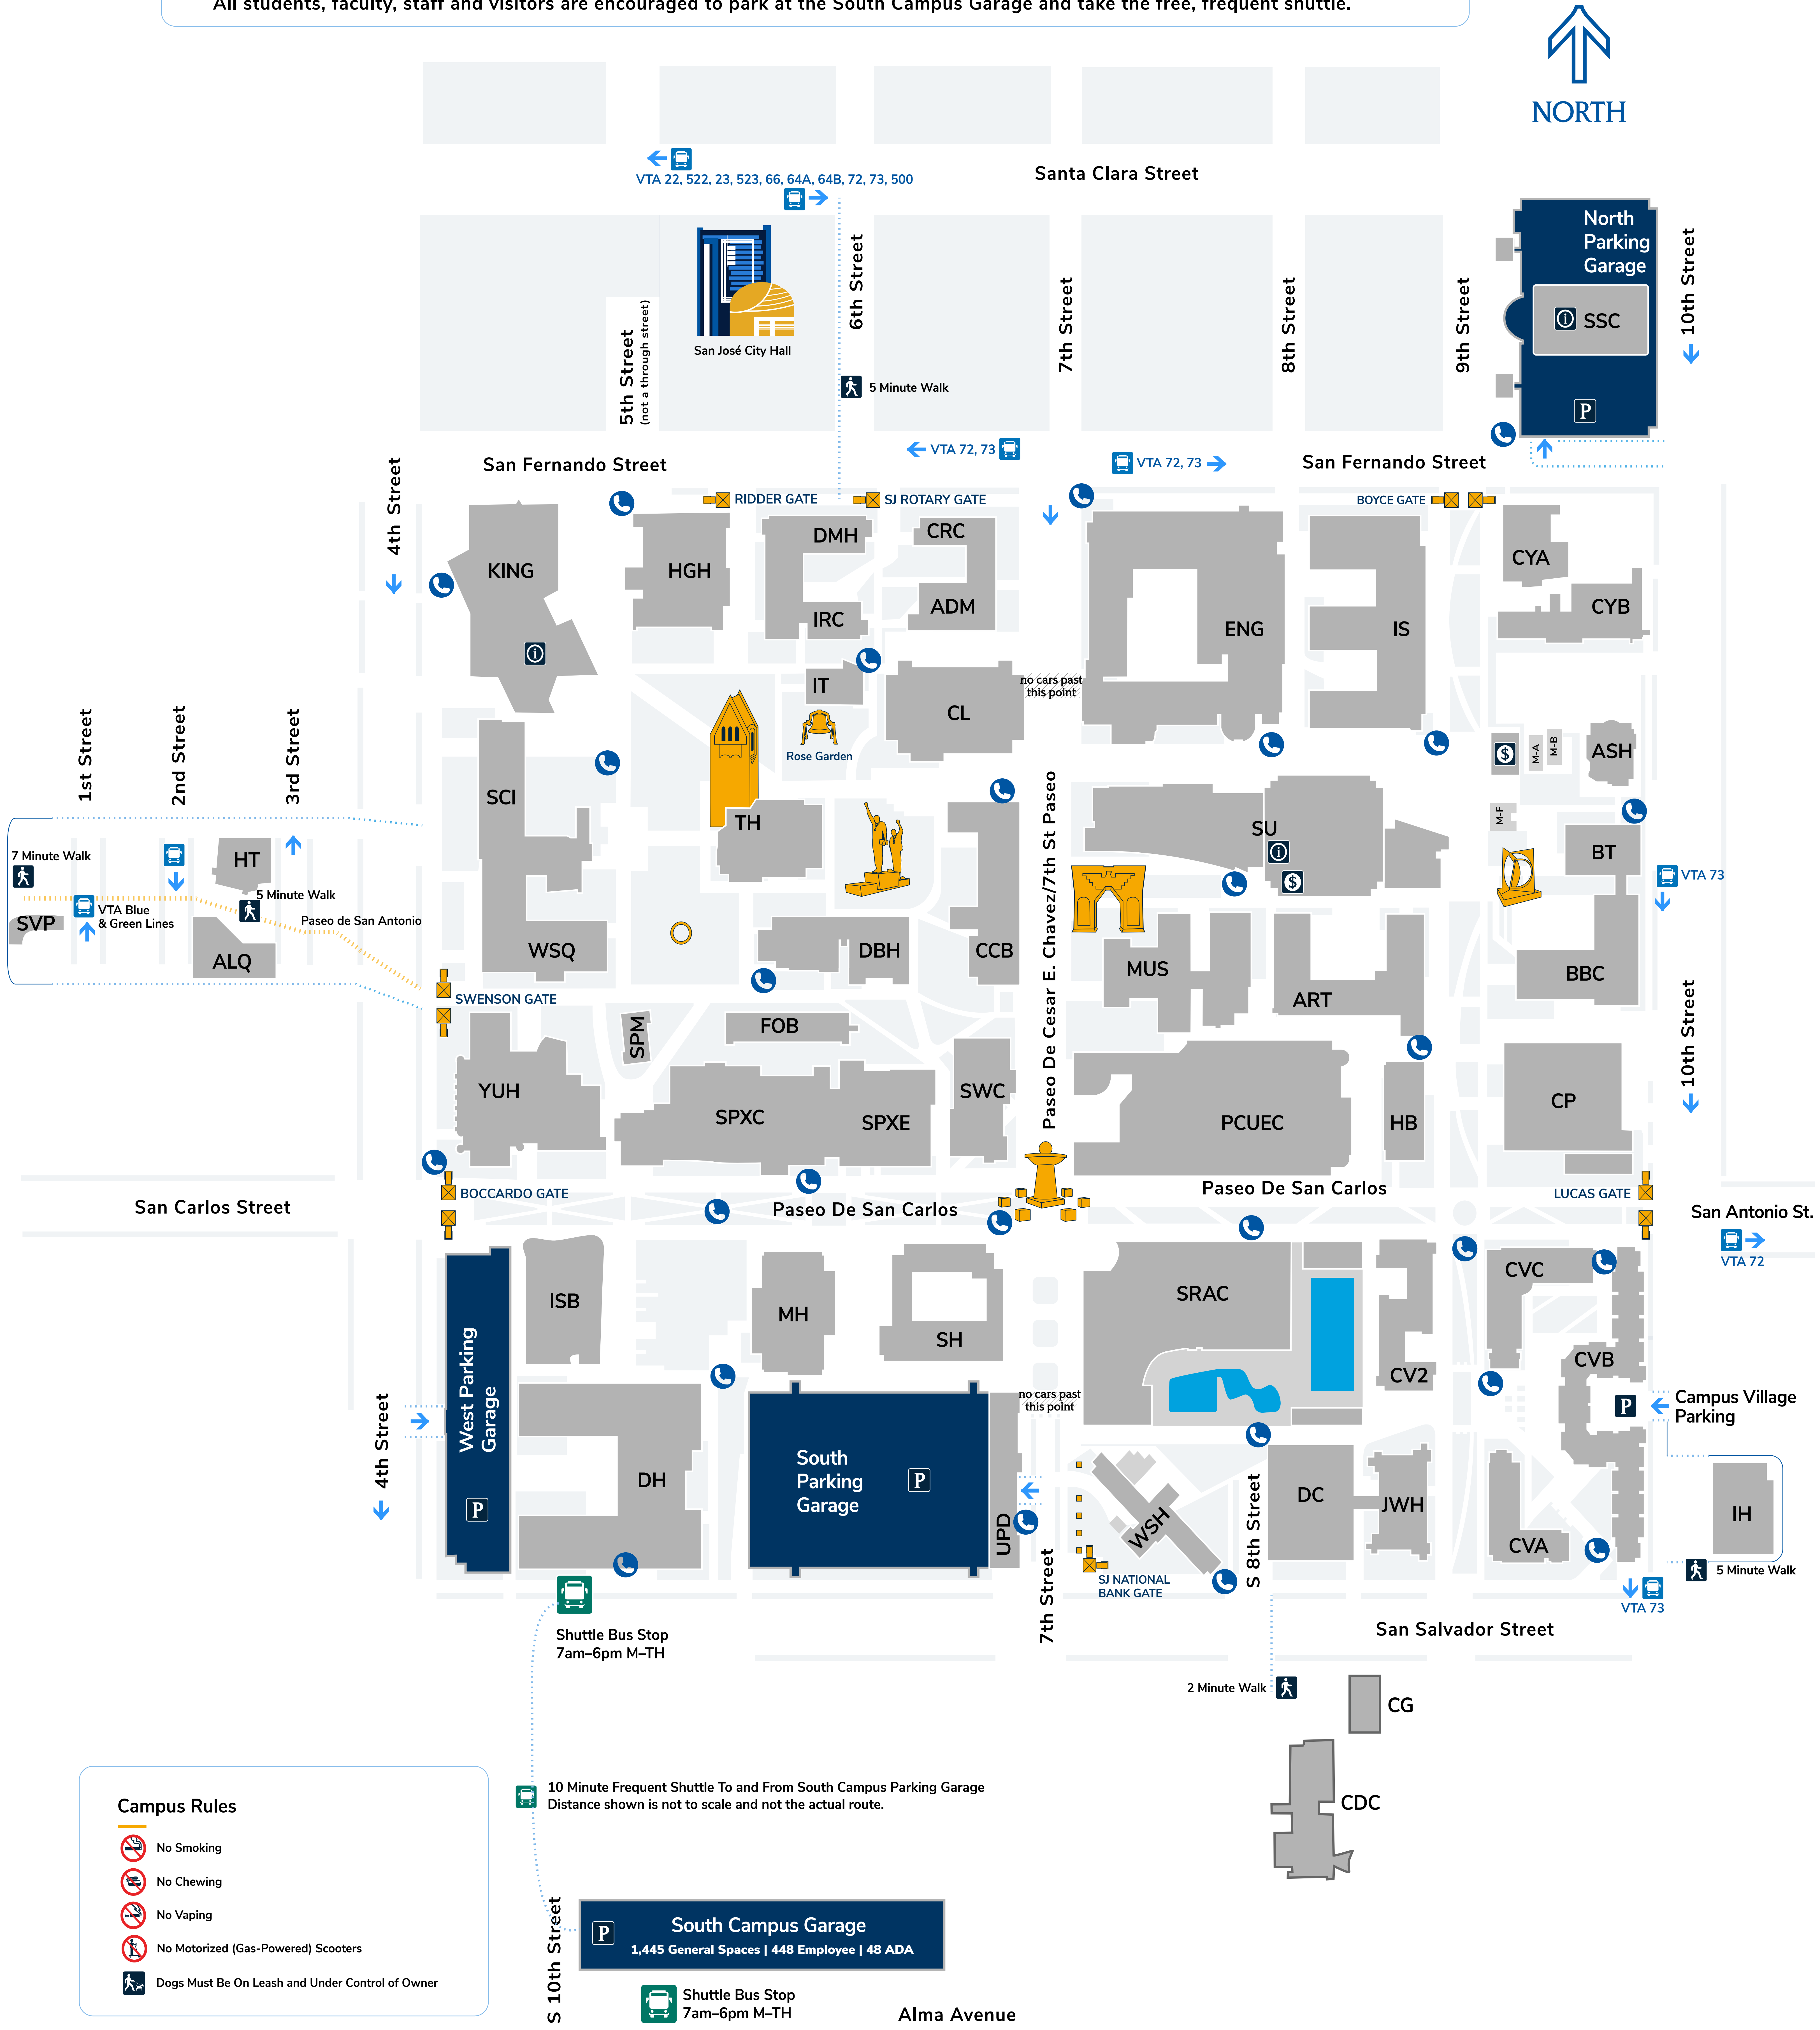 All students, faculty, staff and visitors are encouraged to park at the South Campus Garage and take the free, frequent shuttle.
NORTH
Santa Clara Street
VTA 22, 522, 23, 523, 66, 64A, 64B, 72, 73, 500
North
Parking
Garage
SSC
P
10th Street
9th Street
8th Street
7th Street
6th Street
5th Street
(not a through street)
San José City Hall
5 Minute Walk
VTA 72, 73
VTA 72, 73
San Fernando Street
San Fernando Street
4th Street
RIDDER GATE
SJ ROTARY GATE
BOYCE GATE
KING
HGH
DMH
IRC
CRC
ADM
ENG
IS
CYA
CYB
IT
CL
no cars past
this point
Rose Garden
M-A
M-B
ASH
$
SCI
TH
SU
$
M-F
BT
VTA 73
1st Street
2nd Street
3rd Street
7 Minute Walk
HT
5 Minute Walk
SVP
VTA Blue
& Green Lines
Paseo de San Antonio
ALQ
WSQ
DBH
CCB
Paseo De Cesar E. Chavez/7th St Paseo
MUS
ART
BBC
SWENSON GATE
SPM
FOB
YUH
SPXC
SPXE
SWC
PCUEC
HB
CP
10th Street
BOCCARDO GATE
LUCAS GATE
San Carlos Street
Paseo De San Carlos
Paseo De San Carlos
San Antonio St.
VTA 72
West Parking
Garage
P
ISB
MH
SH
SRAC
CV2
CVC
CVB
P
Campus Village
Parking
no cars past
this point
4th Street
DH
South
Parking
Garage
P
UPD
7th Street
WSH
S 8th Street
DC
JWH
CVA
IH
SJ NATIONAL
BANK GATE
5 Minute Walk
VTA 73
San Salvador Street
Shuttle Bus Stop
7am–6pm M–TH
2 Minute Walk
CG
CDC
10 Minute Frequent Shuttle To and From South Campus Parking Garage
Distance shown is not to scale and not the actual route.
Campus Rules
No Smoking
No Chewing
No Vaping
No Motorized (Gas-Powered) Scooters
Dogs Must Be On Leash and Under Control of Owner
S 10th Street
P
South Campus Garage
1,445 General Spaces | 448 Employee | 48 ADA
Shuttle Bus Stop
7am–6pm M–TH
Alma Avenue